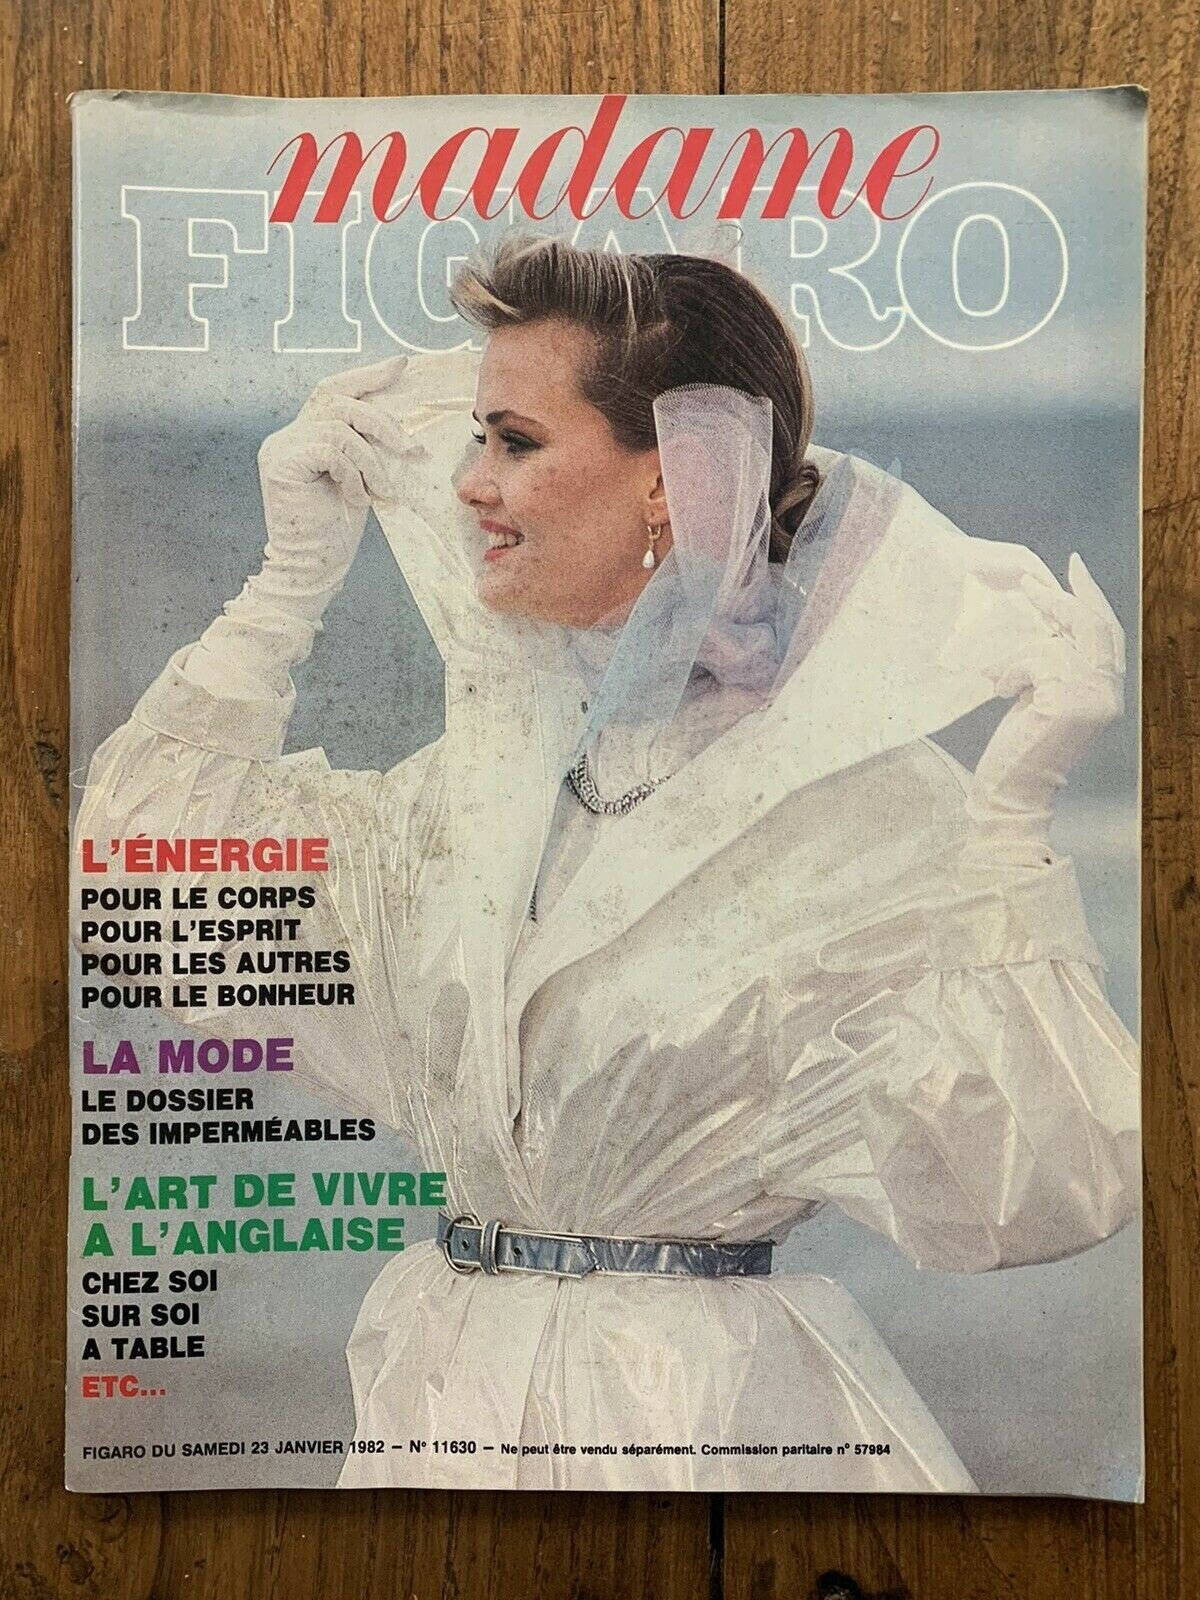 madame
FIGARO
L'ÉNERGIE
POUR LE CORPS
POUR L'ESPRIT
POUR LES AUTRES
POUR LE BONHEUR
LA MODE
LE DOSSIER
DES IMPERMÉABLES
L'ART DE VIVRE
A L'ANGLAISE
CHEZ SOI
SUR SOI
A TABLE
ETC...
FIGARO DU SAMEDI 23 JANVIER 1982 – N° 11630 – Ne peut être vendu séparément. Commission paritaire n° 57984